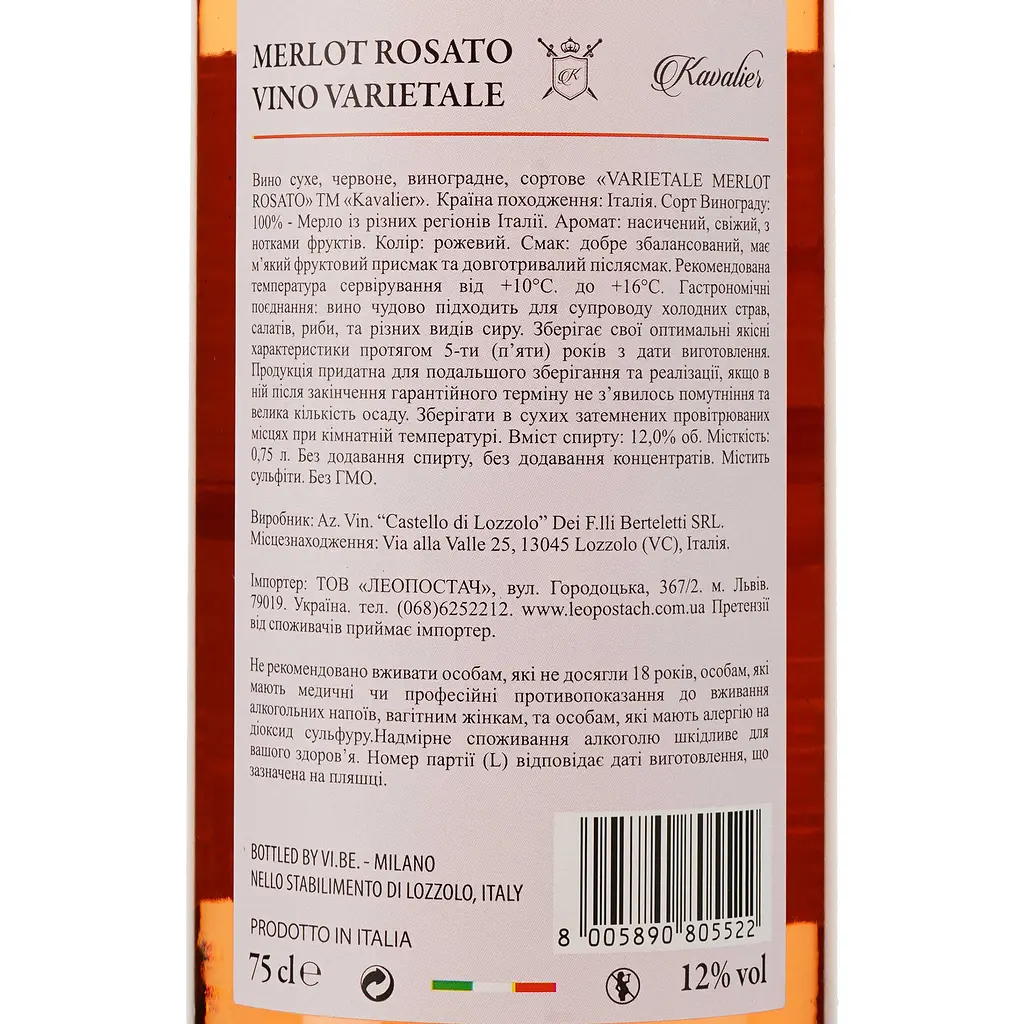 MERLOT ROSATO
VINO VARIETALE
K
Kavalier
Вино сухе, червоне, виноградне, сортове «VARIETALE MERLOT
ROSATO» ТМ «Kavalier». Країна походження: Італія. Сорт Винограду:
100% - Мерло із різних регіонів Італії. Аромат: насичений, свіжий, з
нотками фруктів. Колір: рожевий. Смак: добре збалансований, має
м’який фруктовий присмак та довготривалий післясмак. Рекомендована
температура сервірування від +10°С. до +16°С. Гастрономічні
поєднання: вино чудово підходить для супроводу холодних страв,
салатів, риби, та різних видів сиру. Зберігає свої оптимальні якісні
характеристики протягом 5-ти (п’яти) років з дати виготовлення.
Продукція придатна для подальшого зберігання та реалізації, якщо в
ній після закінчення гарантійного терміну не з’явилось помутніння та
велика кількість осаду. Зберігати в сухих затемнених провітрюваних
місцях при кімнатній температурі. Вміст спирту: 12,0% об. Місткість:
0,75 л. Без додавання спирту, без додавання концентратів. Містить
сульфіти. Без ГМО.
Виробник: Az. Vin. “Castello di Lozzolo” Dei F.lli Berteletti SRL.
Місцезнаходження: Via alla Valle 25, 13045 Lozzolo (VC), Італія.
Імпортер: ТОВ «ЛЕОПОСТАЧ», вул. Городоцька, 367/2. м. Львів.
79019. Україна. тел. (068)6252212. www.leopostach.com.ua Претензії
від споживачів приймає імпортер.
Не рекомендовано вживати особам, які не досягли 18 років, особам, які
мають медичні чи професійні противопоказання до вживання
алкогольних напоїв, вагітним жінкам, та особам, які мають алергію на
діоксид сульфуру.Надмірне споживання алкоголю шкідливе для
вашого здоров’я. Номер партії (L) відповідає даті виготовлення, що
зазначена на пляшці.
BOTTLED BY VI.BE. - MILANO
NELLO STABILIMENTO DI LOZZOLO, ITALY
PRODOTTO IN ITALIA
8 005890 805522
75 cl ℮
12% vol